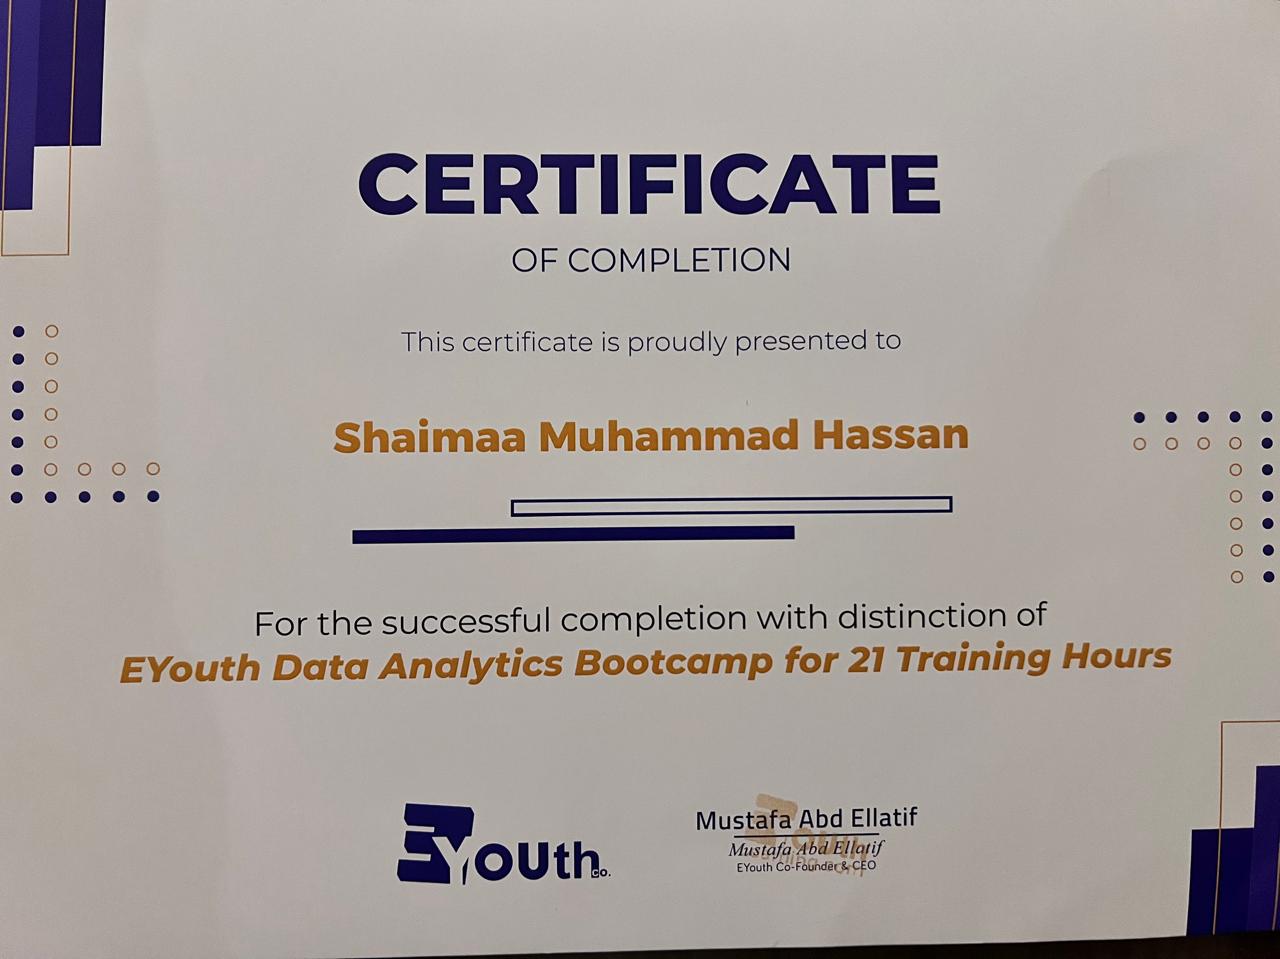 CERTIFICATE
OF COMPLETION
This certificate is proudly presented to
Shaimaa Muhammad Hassan
For the successful completion with distinction of
EYouth Data Analytics Bootcamp for 21 Training Hours
EYouth co.
Mustafa Abd Ellatif
Mustafa Abd Ellatif
EYouth Co-Founder & CEO